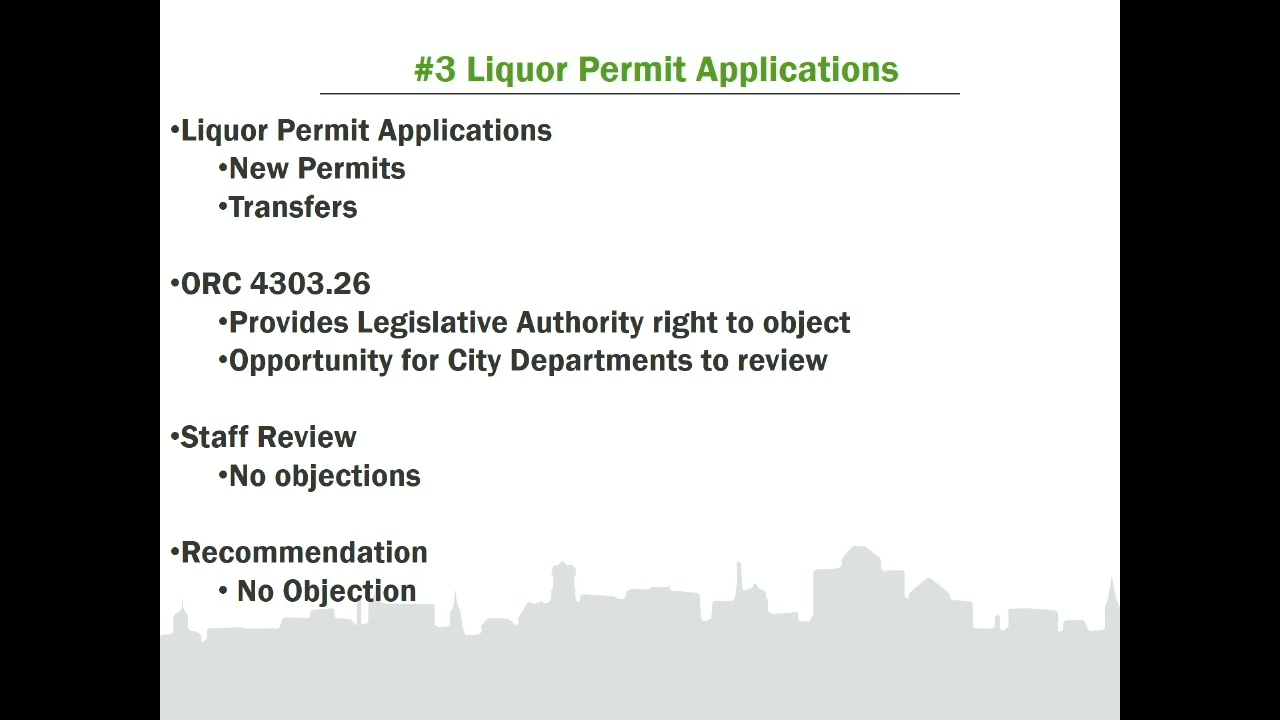 #3 Liquor Permit Applications
•Liquor Permit Applications
•New Permits
•Transfers
•ORC 4303.26
•Provides Legislative Authority right to object
•Opportunity for City Departments to review
•Staff Review
•No objections
•Recommendation
• No Objection